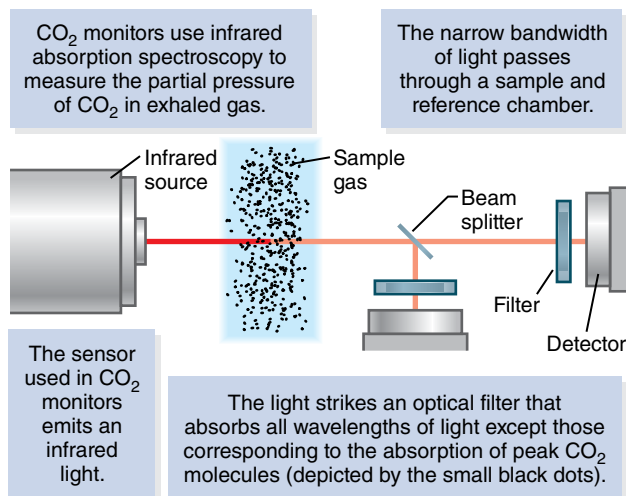 CO₂ monitors use infrared
absorption spectroscopy to
measure the partial pressure
of CO₂ in exhaled gas.
The narrow bandwidth
of light passes
through a sample and
reference chamber.
Infrared
source
Sample
gas
Beam
splitter
Filter
Detector
The sensor
used in CO₂
monitors
emits an
infrared
light.
The light strikes an optical filter that
absorbs all wavelengths of light except those
corresponding to the absorption of peak CO₂
molecules (depicted by the small black dots).